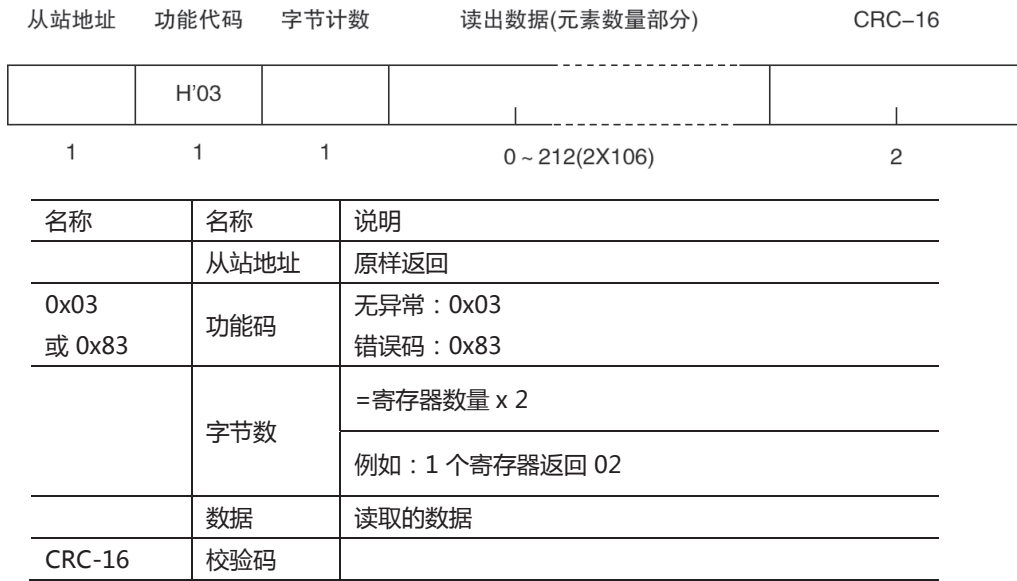 从站地址 功能代码 字节计数 读出数据(元素数量部分) CRC–16
H'03
1 1 1 0 ~ 212(2X106) 2
名称 名称 说明
从站地址 原样返回
0x03 无异常：0x03
或 0x83 功能码 错误码：0x83
=寄存器数量 x 2
字节数
例如：1 个寄存器返回 02
数据 读取的数据
CRC-16 校验码